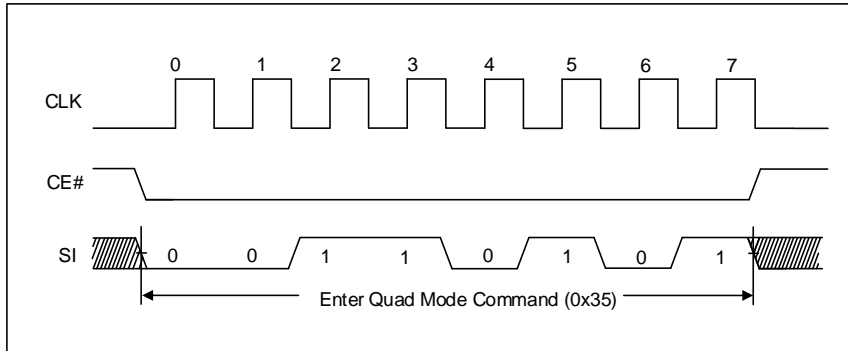 0 1 2 3 4 5 6 7
CLK
CE#
SI 0 0 1 1 0 1 0 1
Enter Quad Mode Command (0x35)